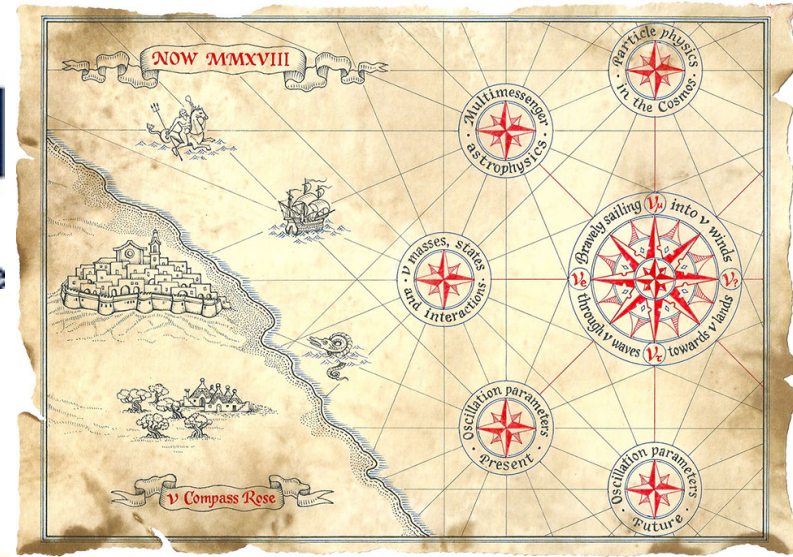 NOW MMXVIII
Particle physics
· in the Cosmos ·
Multimessenger
· astrophysics ·
ν masses, states
· and interactions ·
Bravely sailing νμ into ν winds
νe
ν?
through ν waves ντ towards ν lands
Oscillation parameters
· Present ·
Oscillation parameters
· Future ·
ν Compass Rose